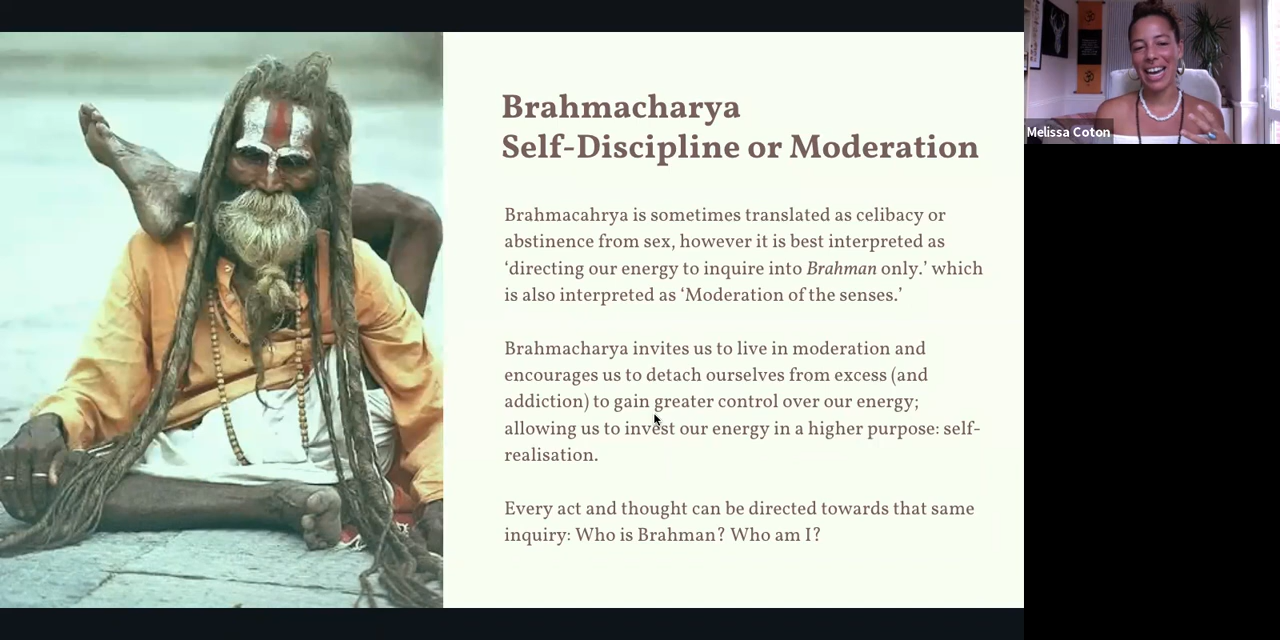 Brahmacharya
Self-Discipline or Moderation
Brahmacahrya is sometimes translated as celibacy or
abstinence from sex, however it is best interpreted as
‘directing our energy to inquire into Brahman only.’ which
is also interpreted as ‘Moderation of the senses.’
Brahmacharya invites us to live in moderation and
encourages us to detach ourselves from excess (and
addiction) to gain greater control over our energy;
allowing us to invest our energy in a higher purpose: self-
realisation.
Every act and thought can be directed towards that same
inquiry: Who is Brahman? Who am I?
Melissa Coton